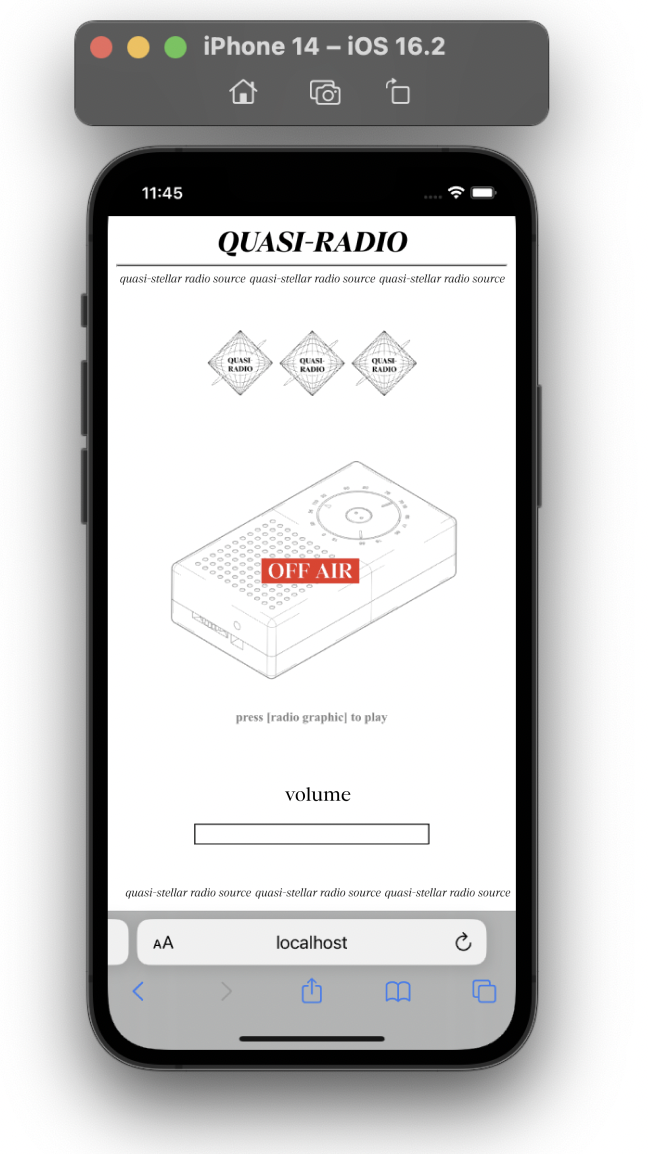 iPhone 14 – iOS 16.2
11:45
QUASI-RADIO
quasi-stellar radio source quasi-stellar radio source quasi-stellar radio source
QUASI-
RADIO
QUASI-
RADIO
QUASI-
RADIO
OFF AIR
press |radio graphic| to play
volume
quasi-stellar radio source quasi-stellar radio source quasi-stellar radio source
AA localhost